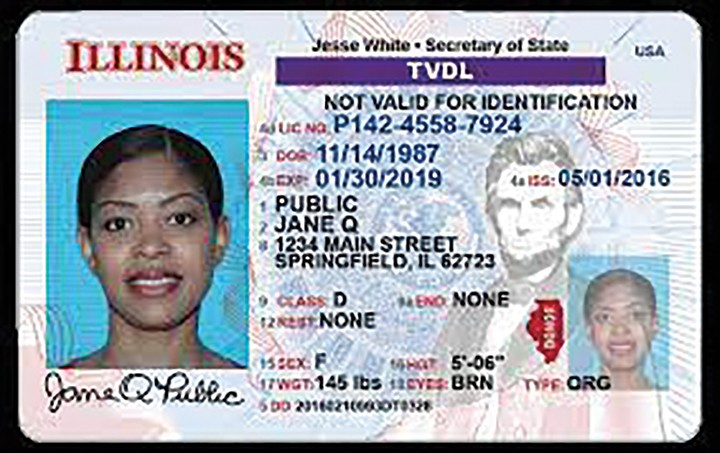 ILLINOIS
Jesse White • Secretary of State
USA
TVDL
NOT VALID FOR IDENTIFICATION
4d LIC NO. P142-4558-7924
3 DOB: 11/14/1987
4b EXP: 01/30/2019 4a ISS: 05/01/2016
1 PUBLIC
2 JANE Q
8 1234 MAIN STREET
SPRINGFIELD, IL 62723
9 CLASS: D 9a END: NONE
12 REST: NONE
DONOR
15 SEX: F 16 HGT: 5'-06"
17 WGT: 145 lbs 18 EYES: BRN TYPE: ORG
5 DD 20160210993DT0328
Jane Q Public